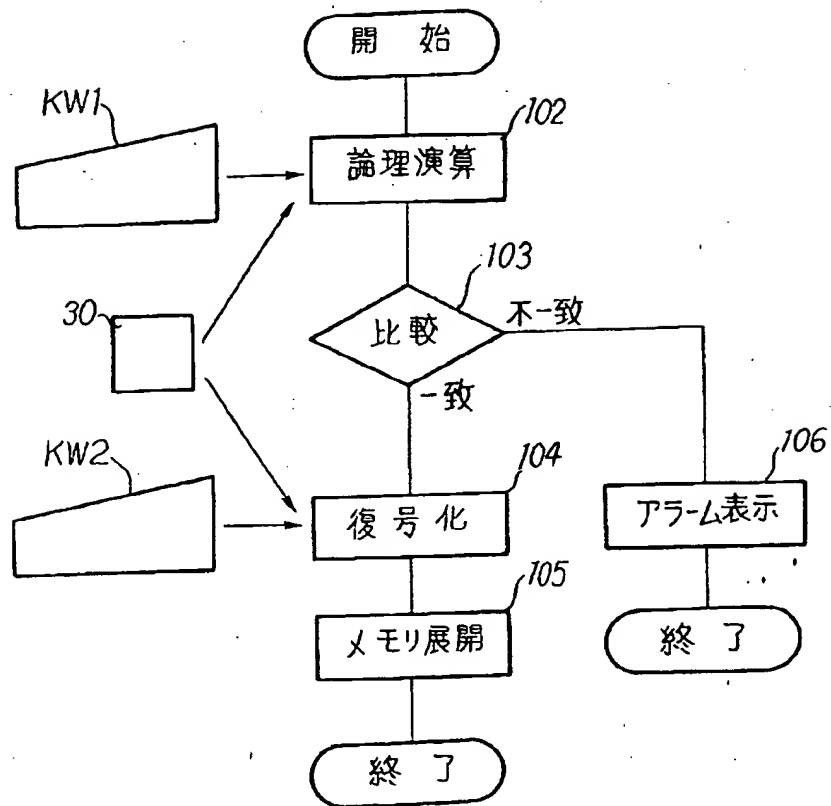 開始
KW1
102
論理演算
103
30
比較
不一致
一致
KW2
104
106
復号化
アラーム表示
105
メモリ展開
終了
終了